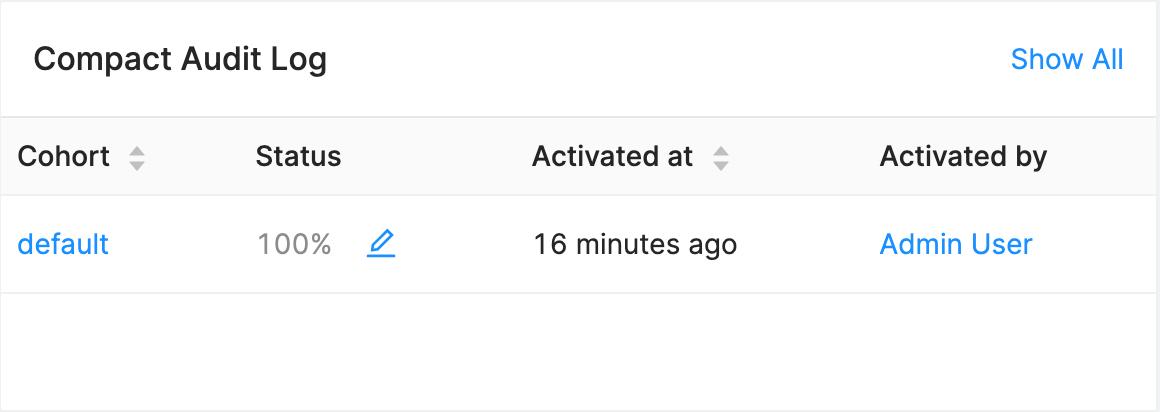 Compact Audit Log Show All
Cohort Status Activated at Activated by
default 100% 16 minutes ago Admin User